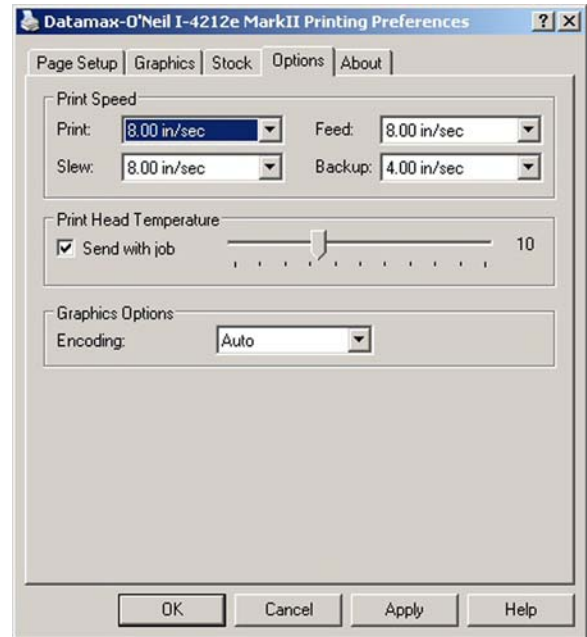 Datamax-O'Neil I-4212e MarkII Printing Preferences
Page Setup Graphics Stock Options About
Print Speed
Print: 8.00 in/sec Feed: 8.00 in/sec
Slew: 8.00 in/sec Backup: 4.00 in/sec
Print Head Temperature
Send with job 10
Graphics Options
Encoding: Auto
OK Cancel Apply Help